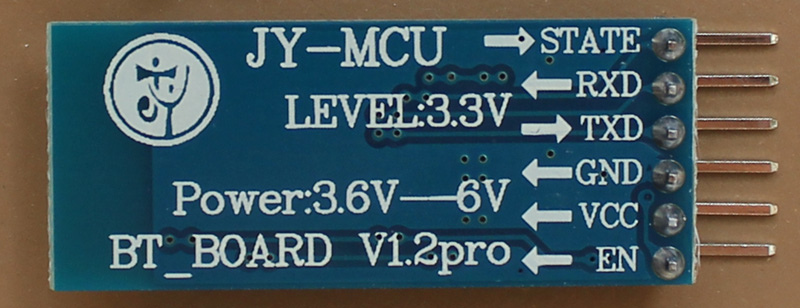 JY-MCU
STATE
RXD
LEVEL:3.3V
TXD
GND
Power:3.6V—6V
VCC
BT_BOARD V1.2pro
EN